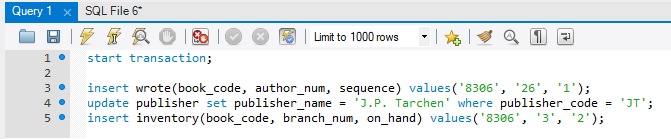 Query 1 SQL File 6*
Limit to 1000 rows
1 start transaction;
2
3 insert wrote(book_code, author_num, sequence) values('8306', '26', '1');
4 update publisher set publisher_name = 'J.P. Tarchen' where publisher_code = 'JT';
5 insert inventory(book_code, branch_num, on_hand) values('8306', '3', '2');